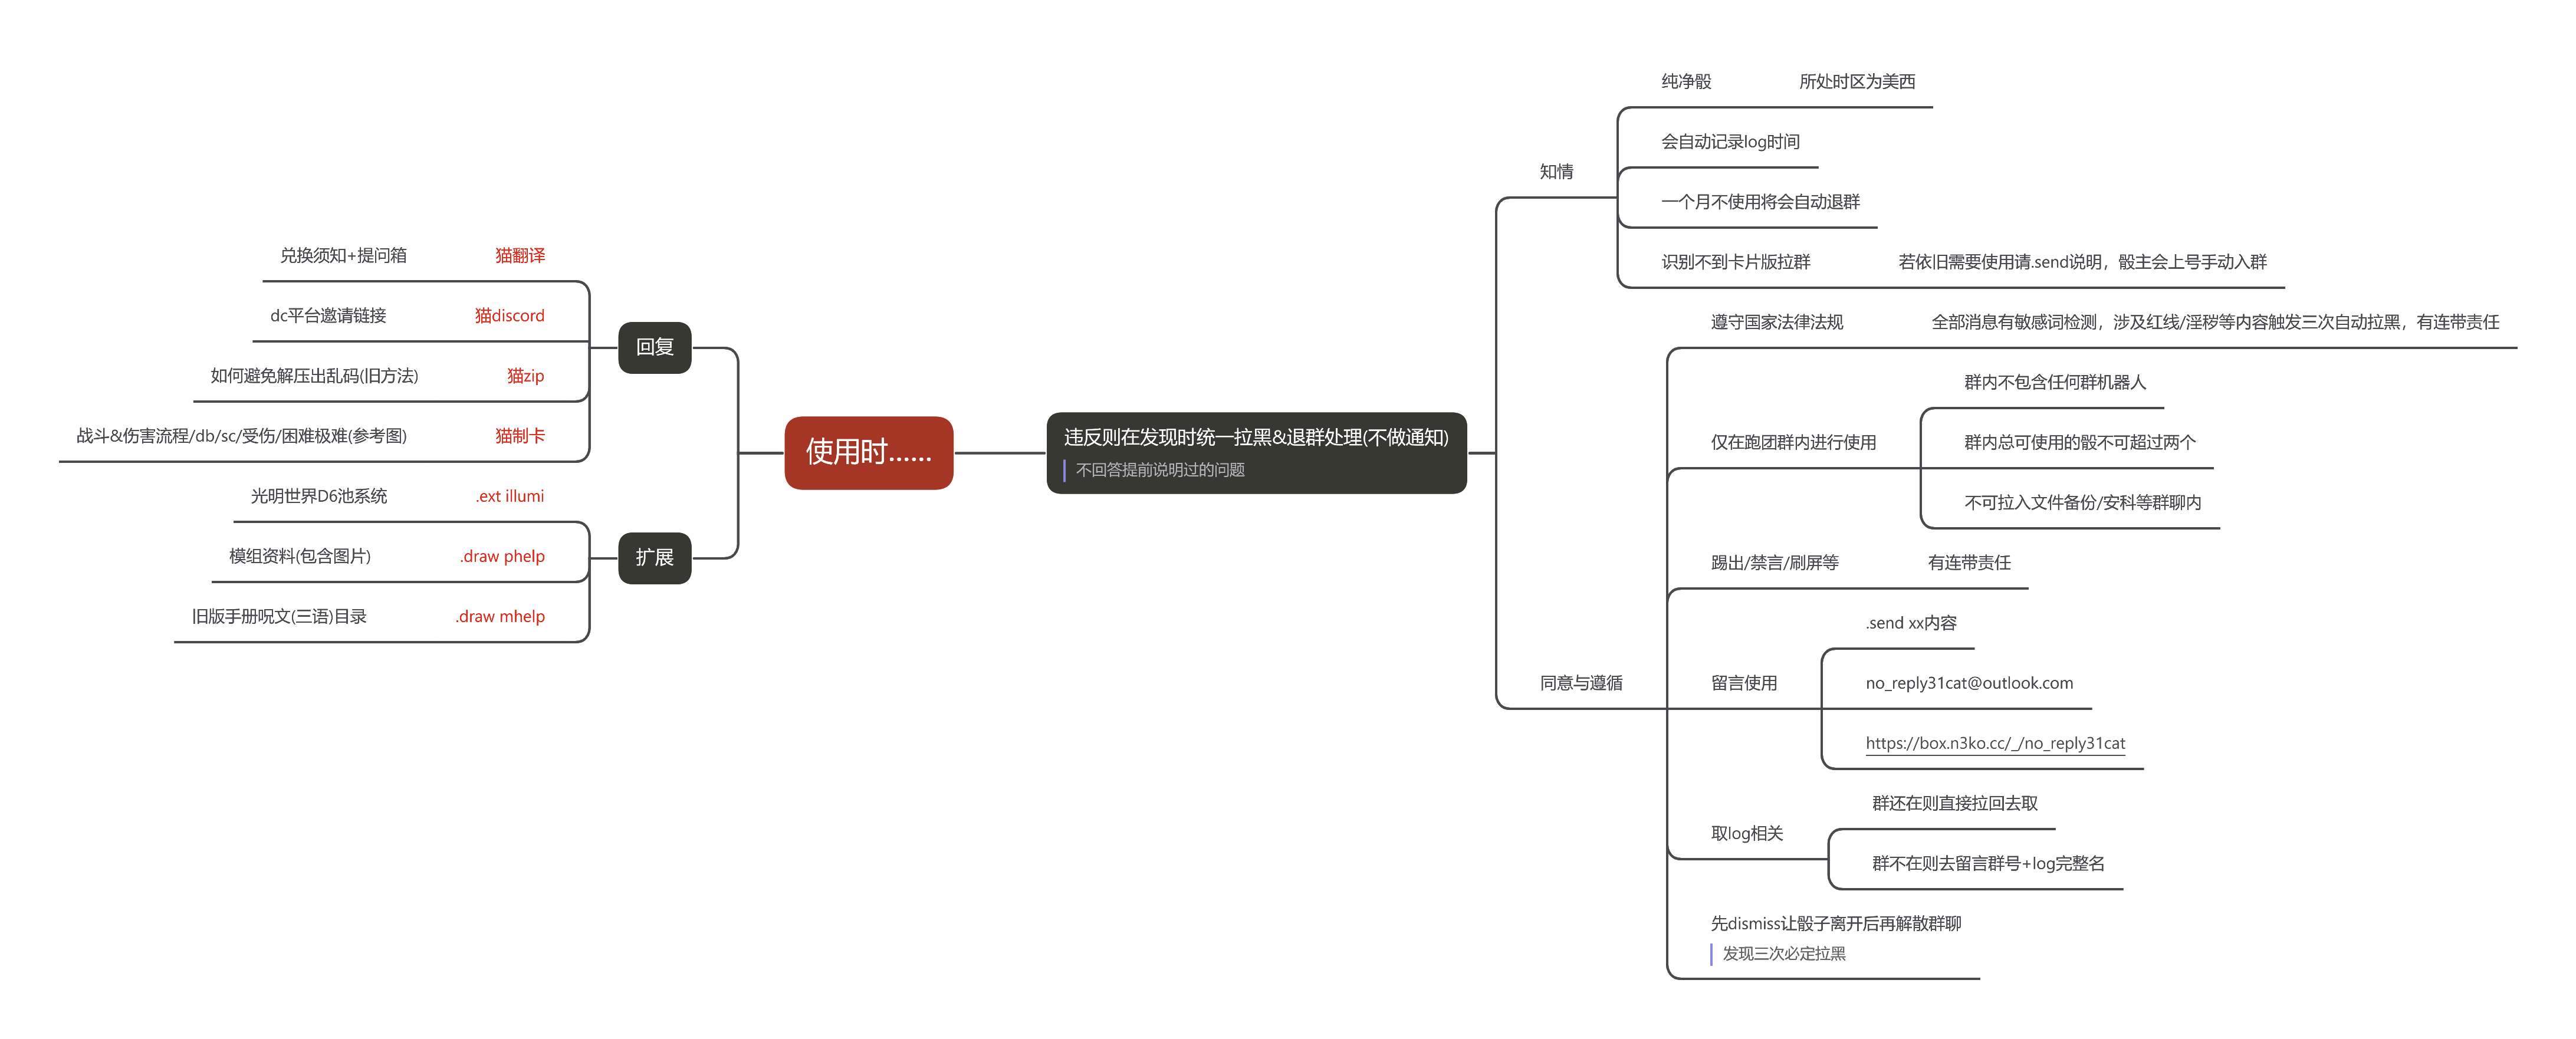 使用时......
违反则在发现时统一拉黑&退群处理(不做通知)
不回答提前说明过的问题
知情
纯净骰 所处时区为美西
会自动记录log时间
一个月不使用将会自动退群
识别不到卡片版拉群 若依旧需要使用请.send说明，骰主会上号手动入群
同意与遵循
遵守国家法律法规 全部消息有敏感词检测，涉及红线/淫秽等内容触发三次自动拉黑，有连带责任
仅在跑团群内进行使用
群内不包含任何群机器人
群内总可使用的骰不可超过两个
不可拉入文件备份/安科等群聊内
踢出/禁言/刷屏等 有连带责任
留言使用
.send xx内容
no_reply31cat@outlook.com
https://box.n3ko.cc/_/no_reply31cat
取log相关
群还在则直接拉回去取
群不在则去留言群号+log完整名
先dismiss让骰子离开后再解散群聊
发现三次必定拉黑
回复
兑换须知+提问箱 猫翻译
dc平台邀请链接 猫discord
如何避免解压出乱码(旧方法) 猫zip
战斗&伤害流程/db/sc/受伤/困难极难(参考图) 猫制卡
扩展
光明世界D6池系统 .ext illumi
模组资料(包含图片) .draw phelp
旧版手册呪文(三语)目录 .draw mhelp